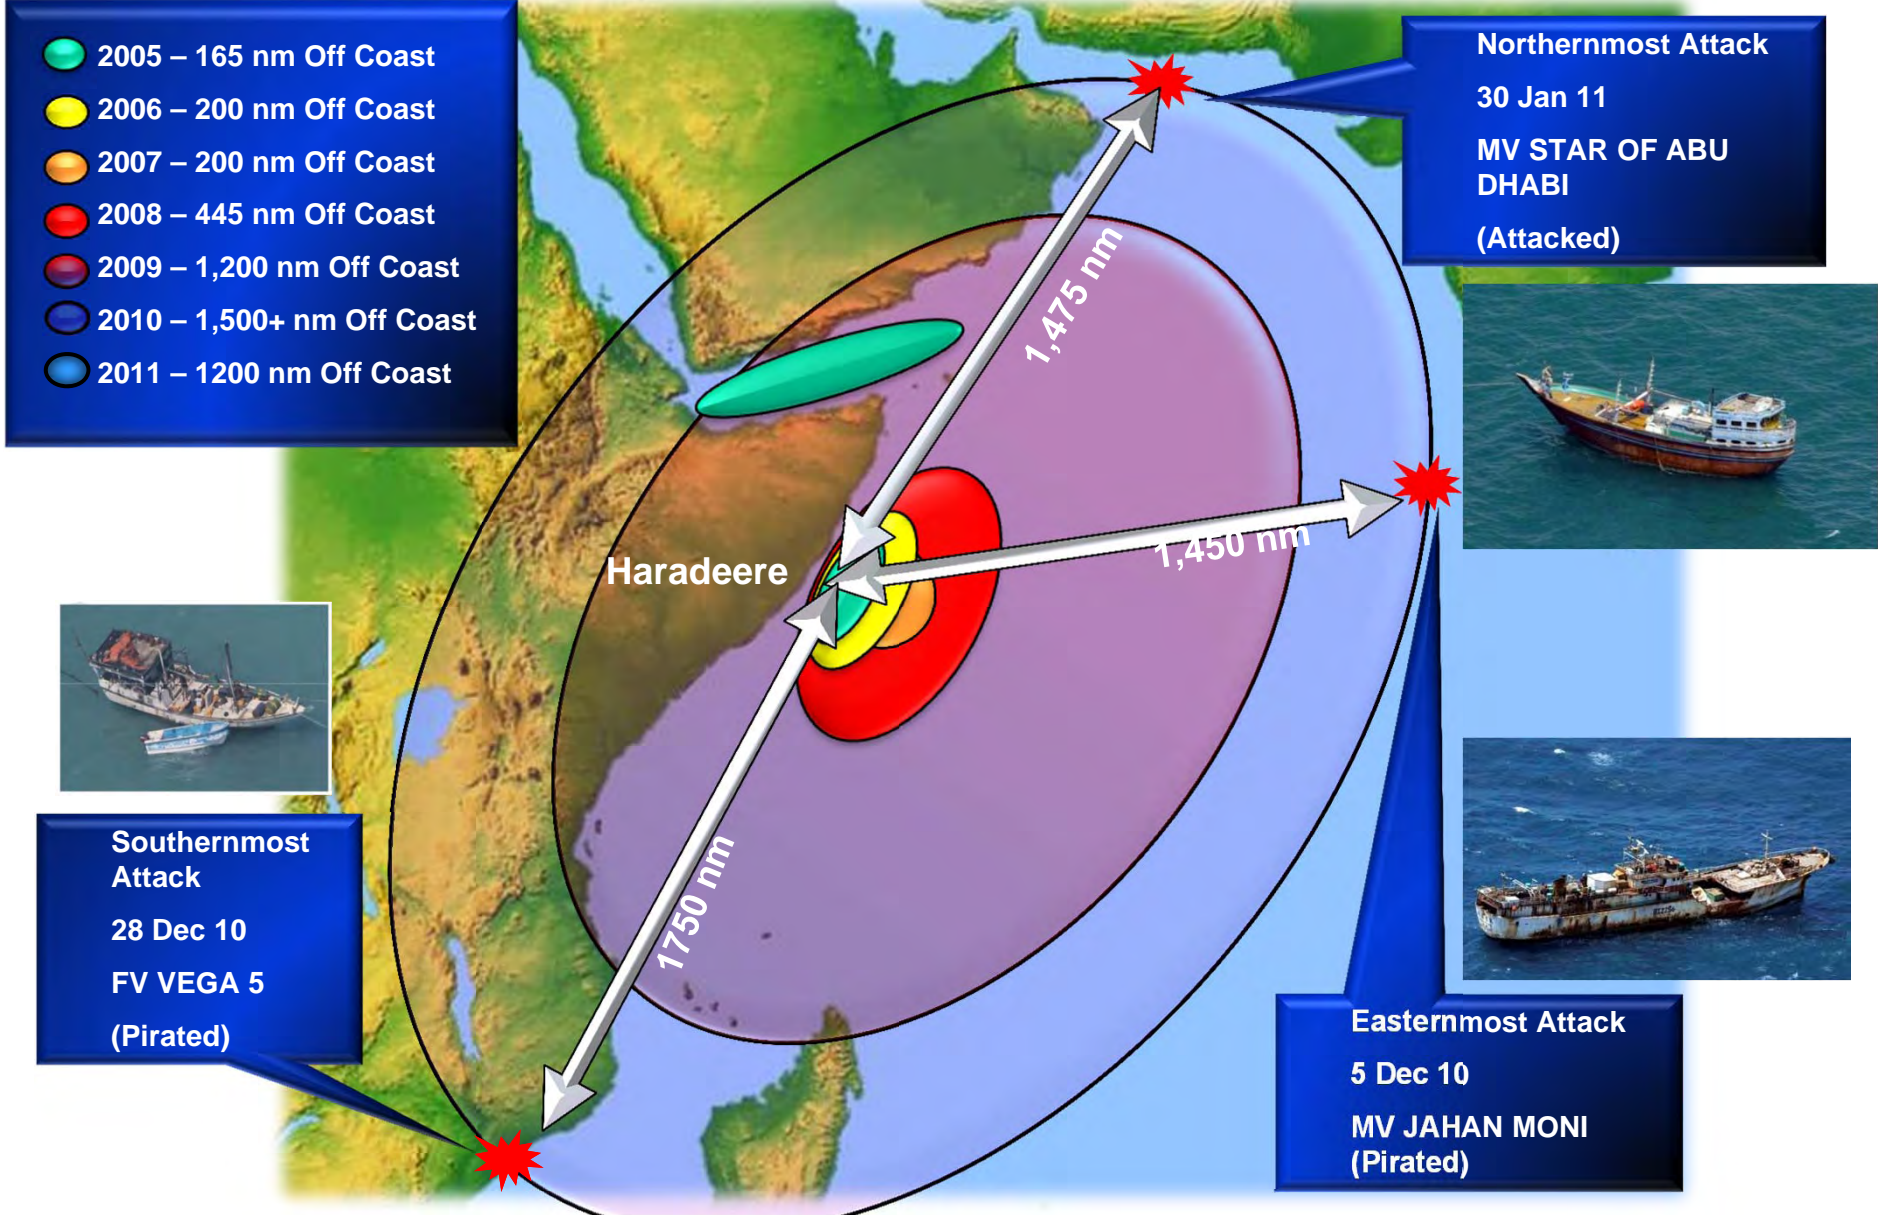 2005 – 165 nm Off Coast
2006 – 200 nm Off Coast
2007 – 200 nm Off Coast
2008 – 445 nm Off Coast
2009 – 1,200 nm Off Coast
2010 – 1,500+ nm Off Coast
2011 – 1200 nm Off Coast
Northernmost Attack
30 Jan 11
MV STAR OF ABU
DHABI
(Attacked)
1,475 nm
1,450 nm
Haradeere
1750 nm
Southernmost
Attack
28 Dec 10
FV VEGA 5
(Pirated)
Easternmost Attack
5 Dec 10
MV JAHAN MONI
(Pirated)